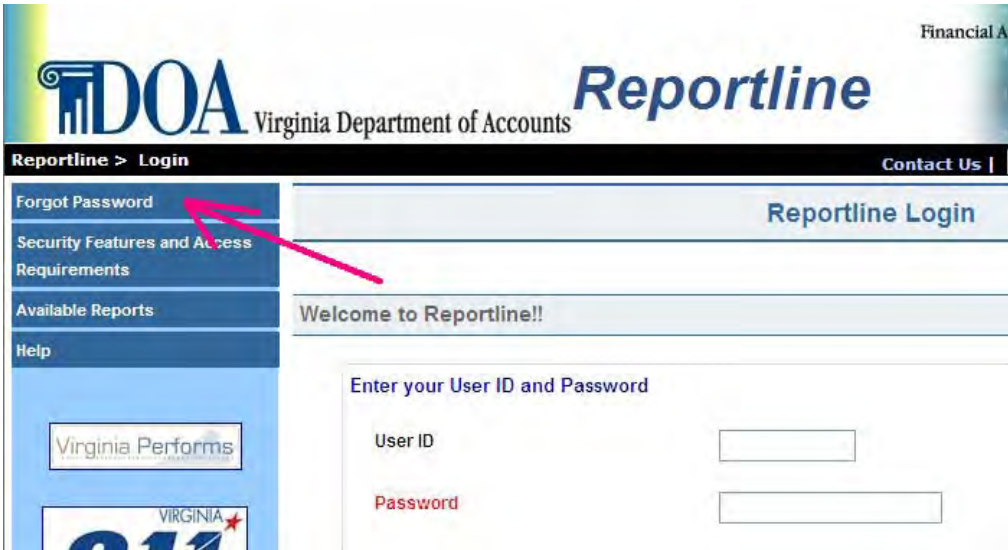 Financial A
DOA Virginia Department of Accounts
Reportline
Reportline > Login
Contact Us |
Forgot Password
Security Features and Access
Requirements
Available Reports
Help
Reportline Login
Welcome to Reportline!!
Enter your User ID and Password
User ID
Password
Virginia Performs
VIRGINIA